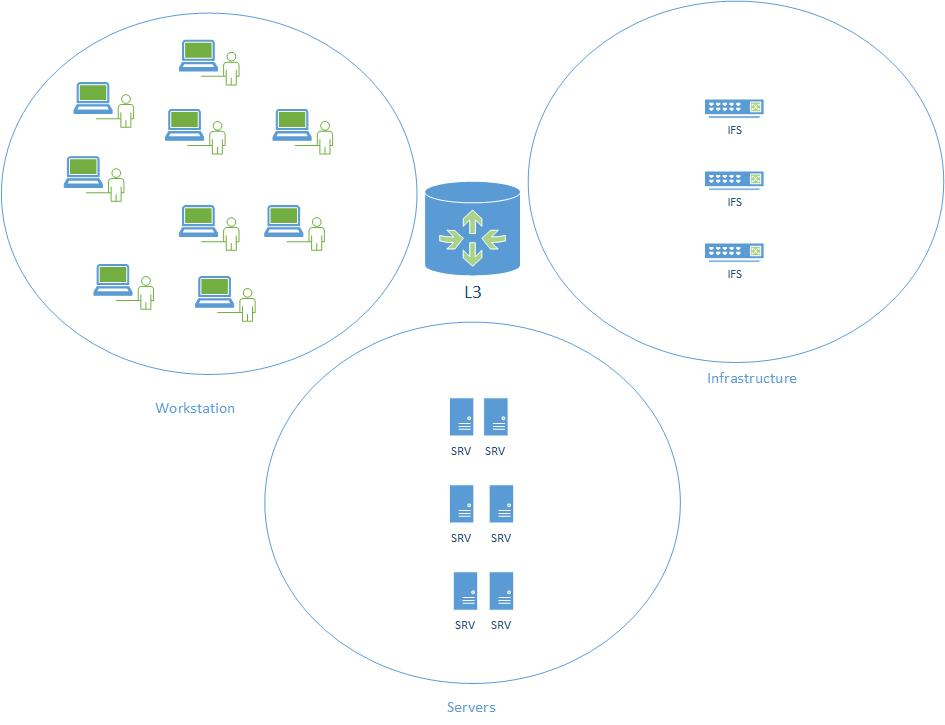 IFS
IFS
IFS
L3
Infrastructure
Workstation
SRV SRV
SRV SRV
SRV SRV
Servers